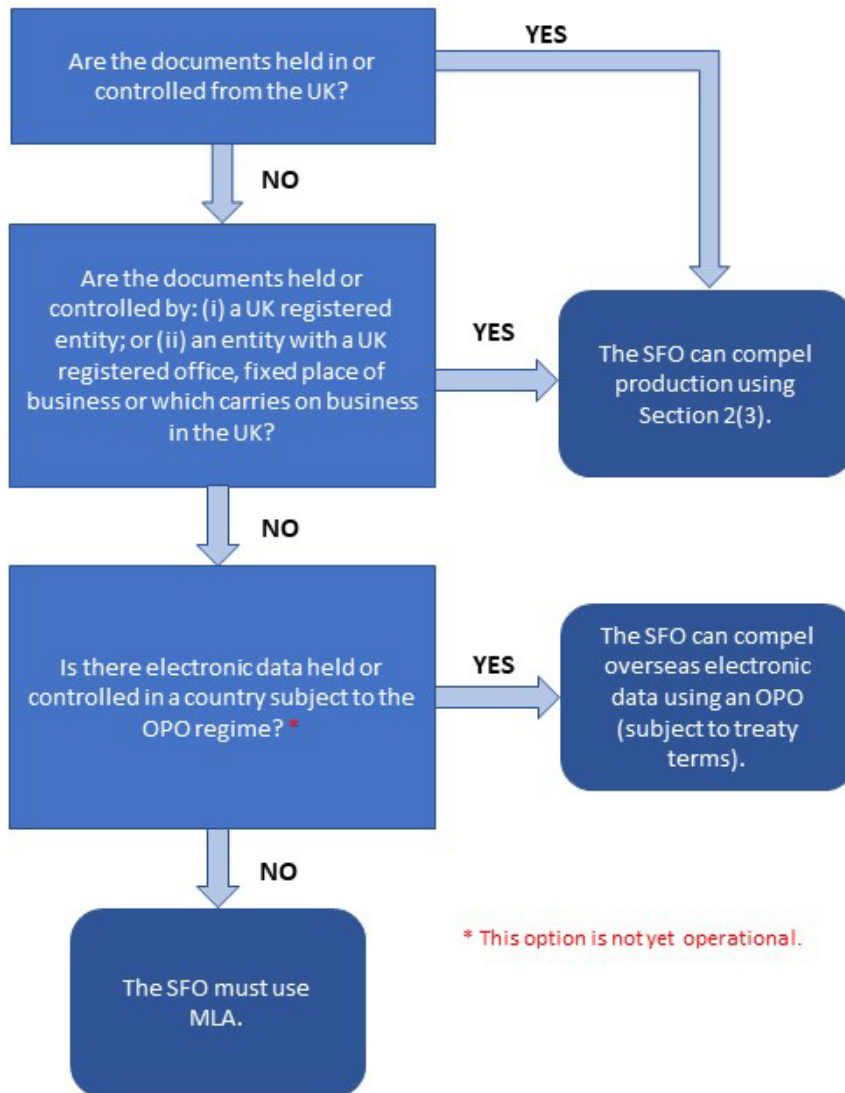 Are the documents held in or
controlled from the UK?
YES
NO
Are the documents held or
controlled by: (i) a UK registered
entity; or (ii) an entity with a UK
registered office, fixed place of
business or which carries on business
in the UK?
YES
The SFO can compel
production using
Section 2(3).
NO
Is there electronic data held or
controlled in a country subject to the
OPO regime? *
YES
The SFO can compel
overseas electronic
data using an OPO
(subject to treaty
terms).
NO
The SFO must use
MLA.
* This option is not yet operational.